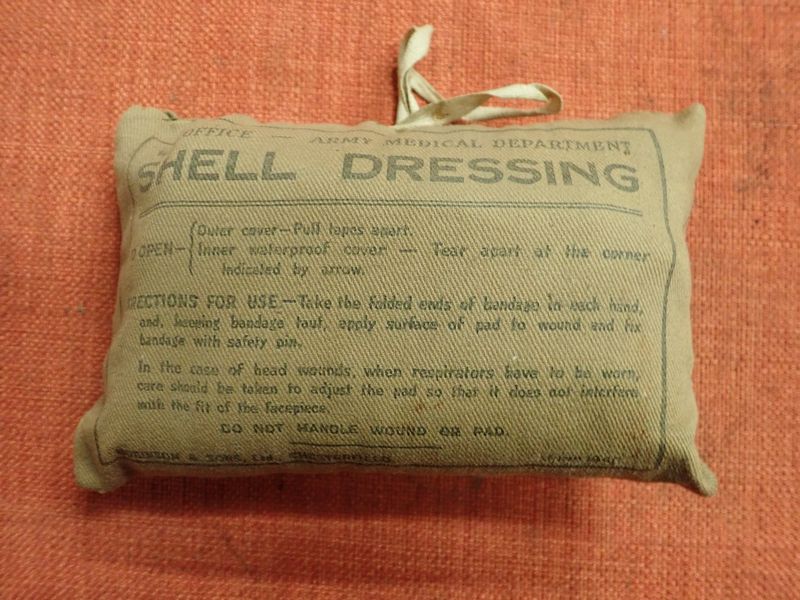 OFFICE — ARMY MEDICAL DEPARTMENT
SHELL DRESSING
OPEN— Outer cover—Pull tapes apart.
Inner waterproof cover — Tear apart at the corner
indicated by arrow.
DIRECTIONS FOR USE.—Take the folded ends of bandage in each hand,
and, keeping bandage taut, apply surface of pad to wound and fix
bandage with safety pin.
In the case of head wounds, when respirators have to be worn,
care should be taken to adjust the pad so that it does not interfere
with the fit of the facepiece.
DO NOT HANDLE WOUND OR PAD.
ROBINSON & SONS, Ltd., CHESTERFIELD.